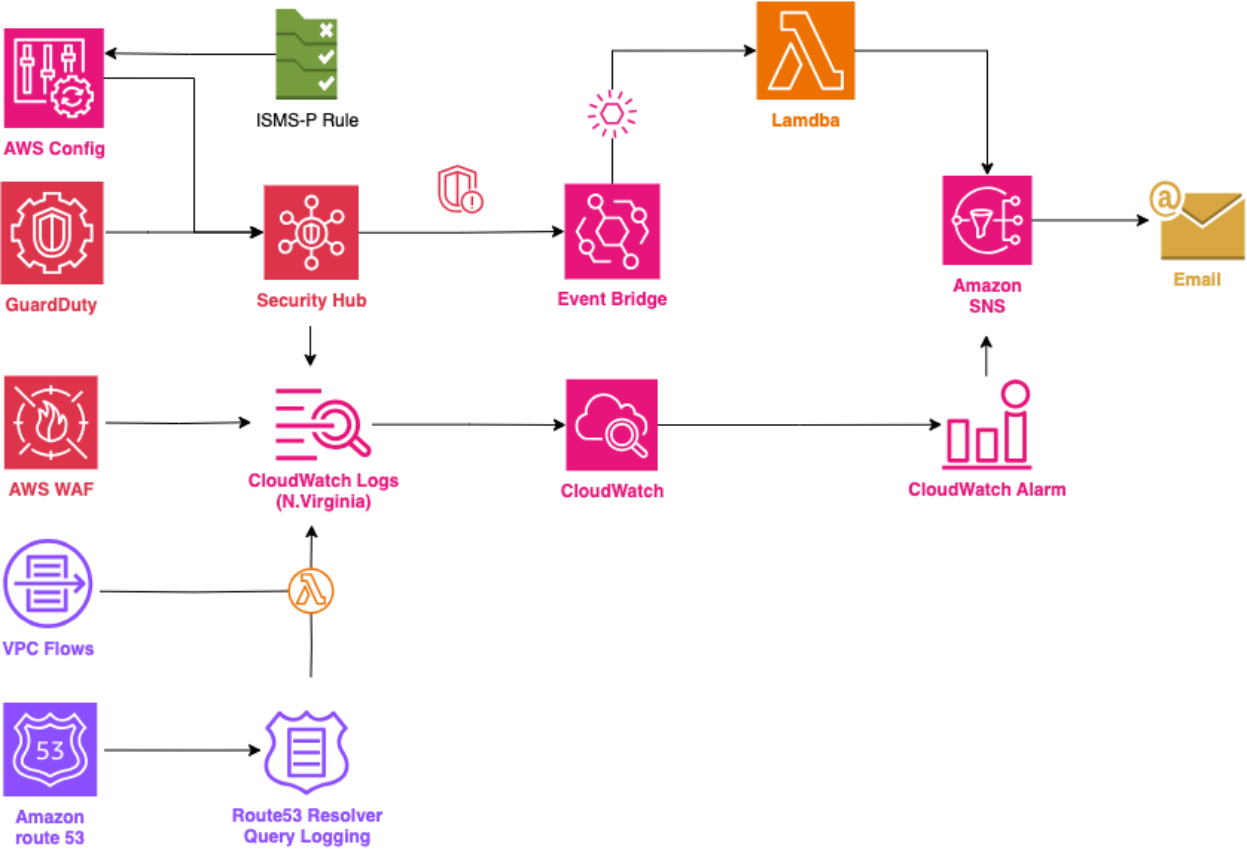 ISMS-P Rule
Lamdba
AWS Config
@
GuardDuty
Security Hub
!
Event Bridge
Amazon
SNS
Email
AWS WAF
CloudWatch Logs
(N.Virginia)
CloudWatch
CloudWatch Alarm
VPC Flows
53
Amazon
route 53
Route53 Resolver
Query Logging